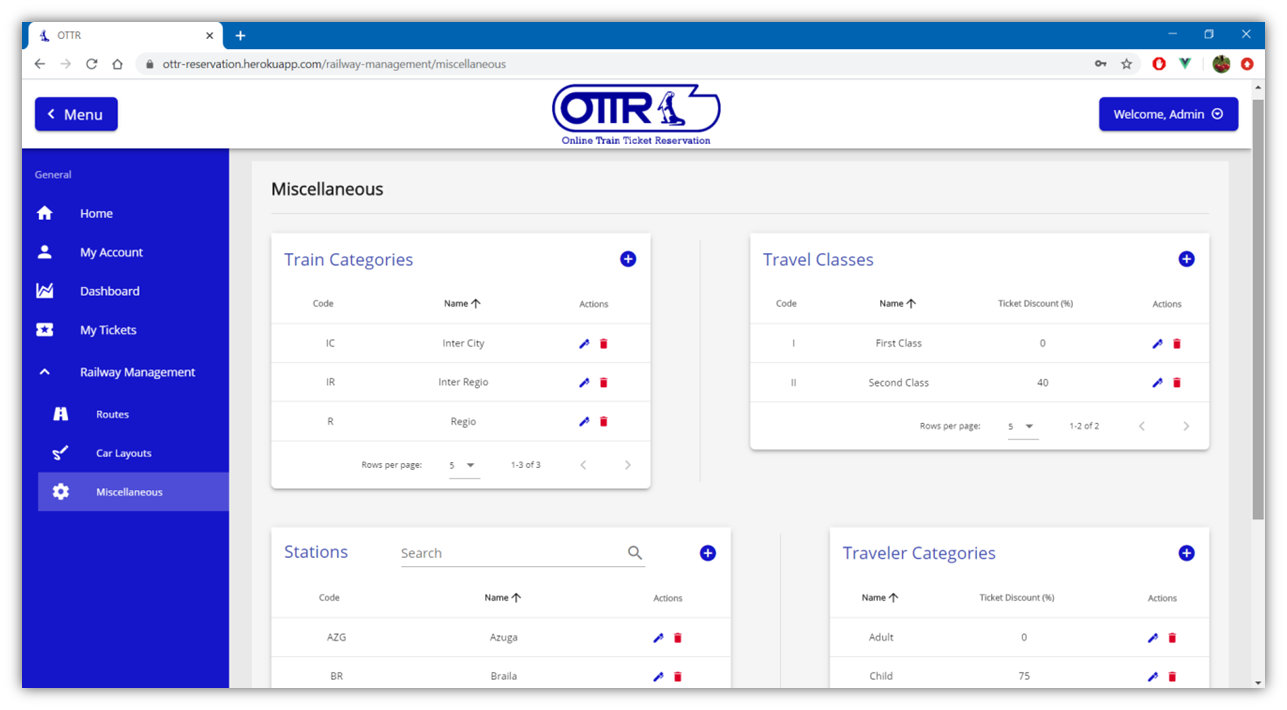 OTTR
ottr-reservation.herokuapp.com/railway-management/miscellaneous
Menu
OTTR
Online Train Ticket Reservation
Welcome, Admin
General
Home
My Account
Dashboard
My Tickets
Railway Management
Routes
Car Layouts
Miscellaneous
Miscellaneous
Train Categories
Code Name Actions
IC Inter City
IR Inter Regio
R Regio
Rows per page: 5 1-3 of 3
Travel Classes
Code Name Ticket Discount (%) Actions
I First Class 0
II Second Class 40
Rows per page: 5 1-2 of 2
Stations Search
Code Name Actions
AZG Azuga
BR Braila
Traveler Categories
Name Ticket Discount (%) Actions
Adult 0
Child 75